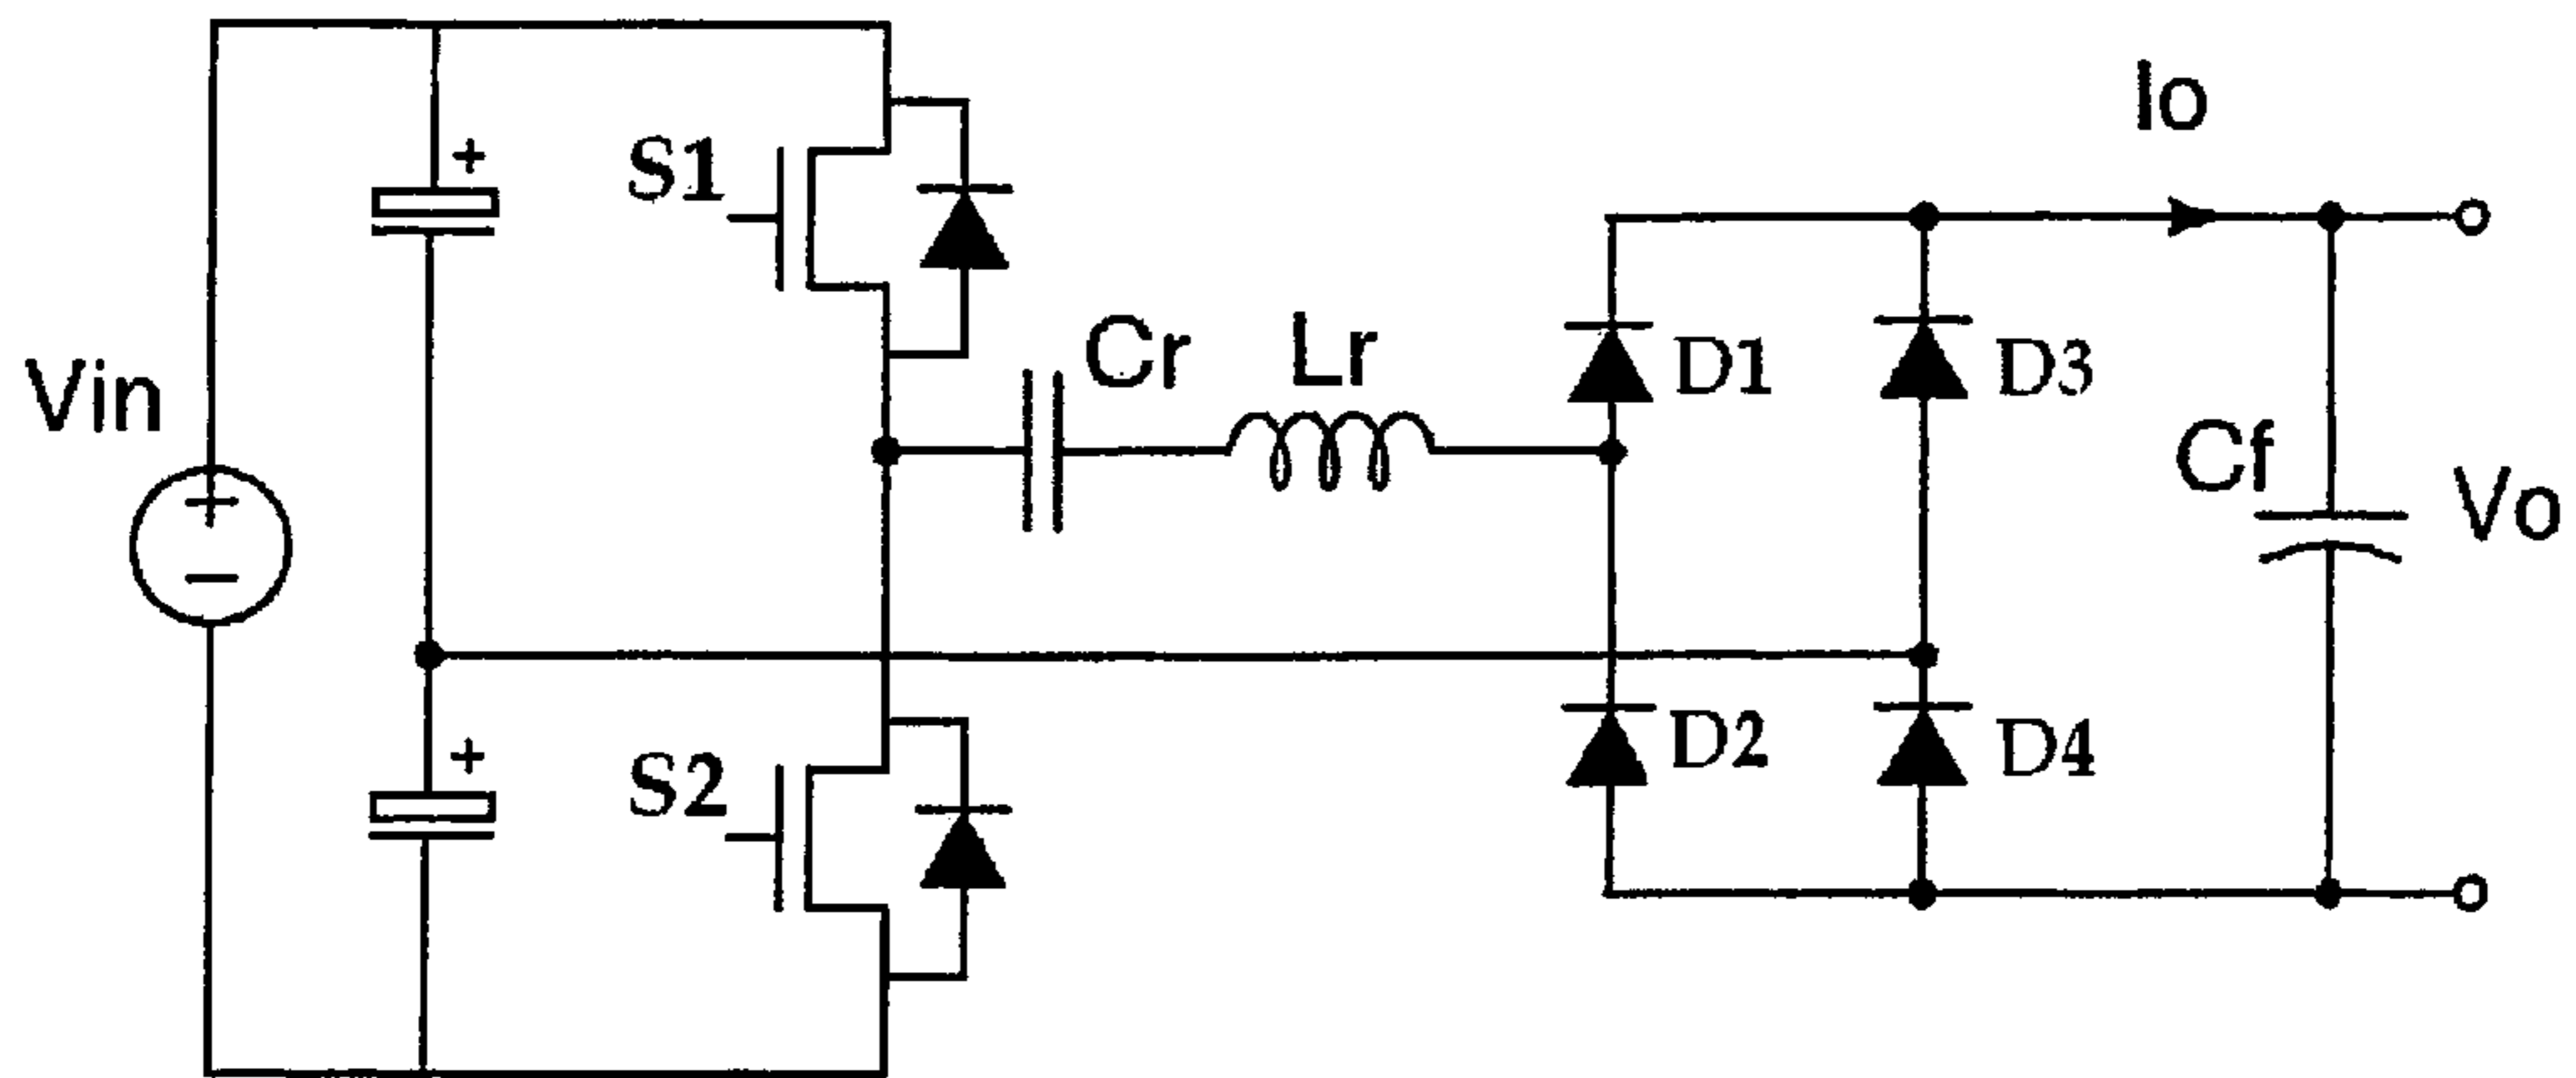 Io
+
S1
Cr
Lr
D1
D3
Vin
Cf
Vo
+
−
+
S2
D2
D4